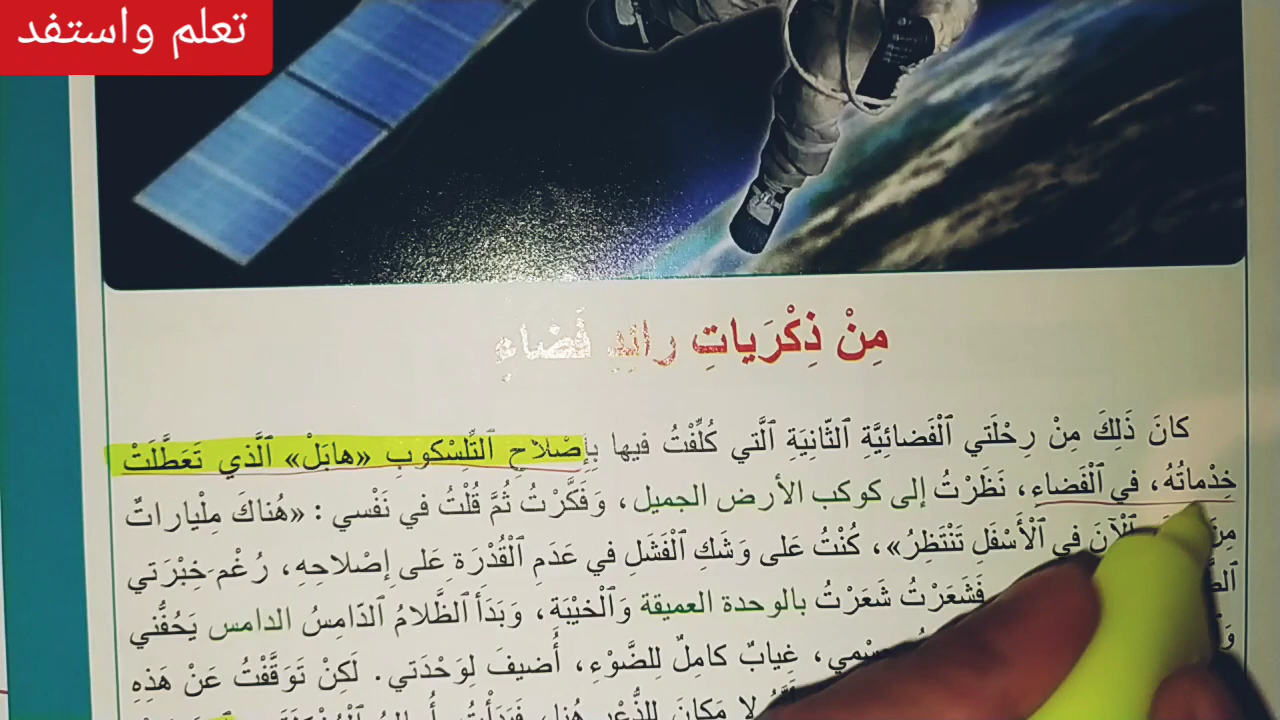 تعلم واستفد
مِنْ ذِكْرَياتِ رائِدِ فَضاءٍ
كانَ ذَلِكَ مِنْ رِحْلَتي ٱلْفَضائِيَّةِ ٱلثّانِيَةِ ٱلَّتي كُلِّفْتُ فيها بِإِصْلاحِ ٱلتِّلِسْكوبِ «هابَلْ» ٱلَّذي تَعَطَّلَتْ
خِدْماتُهُ، في ٱلْفَضاءِ، نَظَرْتُ إلى كوكب الأرض الجميل، وَفَكَّرْتُ ثُمَّ قُلْتُ في نَفْسي: «هُناكَ مِلْياراتٌ
ٱلْآنَ في ٱلْأَسْفَلِ تَنْتَظِرُ»، كُنْتُ عَلى وَشَكِ ٱلْفَشَلِ في عَدَمِ ٱلْقُدْرَةِ عَلى إِصْلاحِهِ، رُغْمَ خِبْرَتي
فَشَعَرْتُ شَعَرْتُ بالوحدة العميقة وَٱلْخَيْبَةِ، وَبَدَأَ ٱلظَّلامُ ٱلدّامِسُ الدامس يَحُفُّني
غِيابٌ كامِلٌ لِلضَّوْءِ، أُضيفَ لِوَحْدَتي. لَكِنْ تَوَقَّفْتُ عَنْ هَذِهِ
لا مَكانَ لِلذُّعْرِ هُنا،